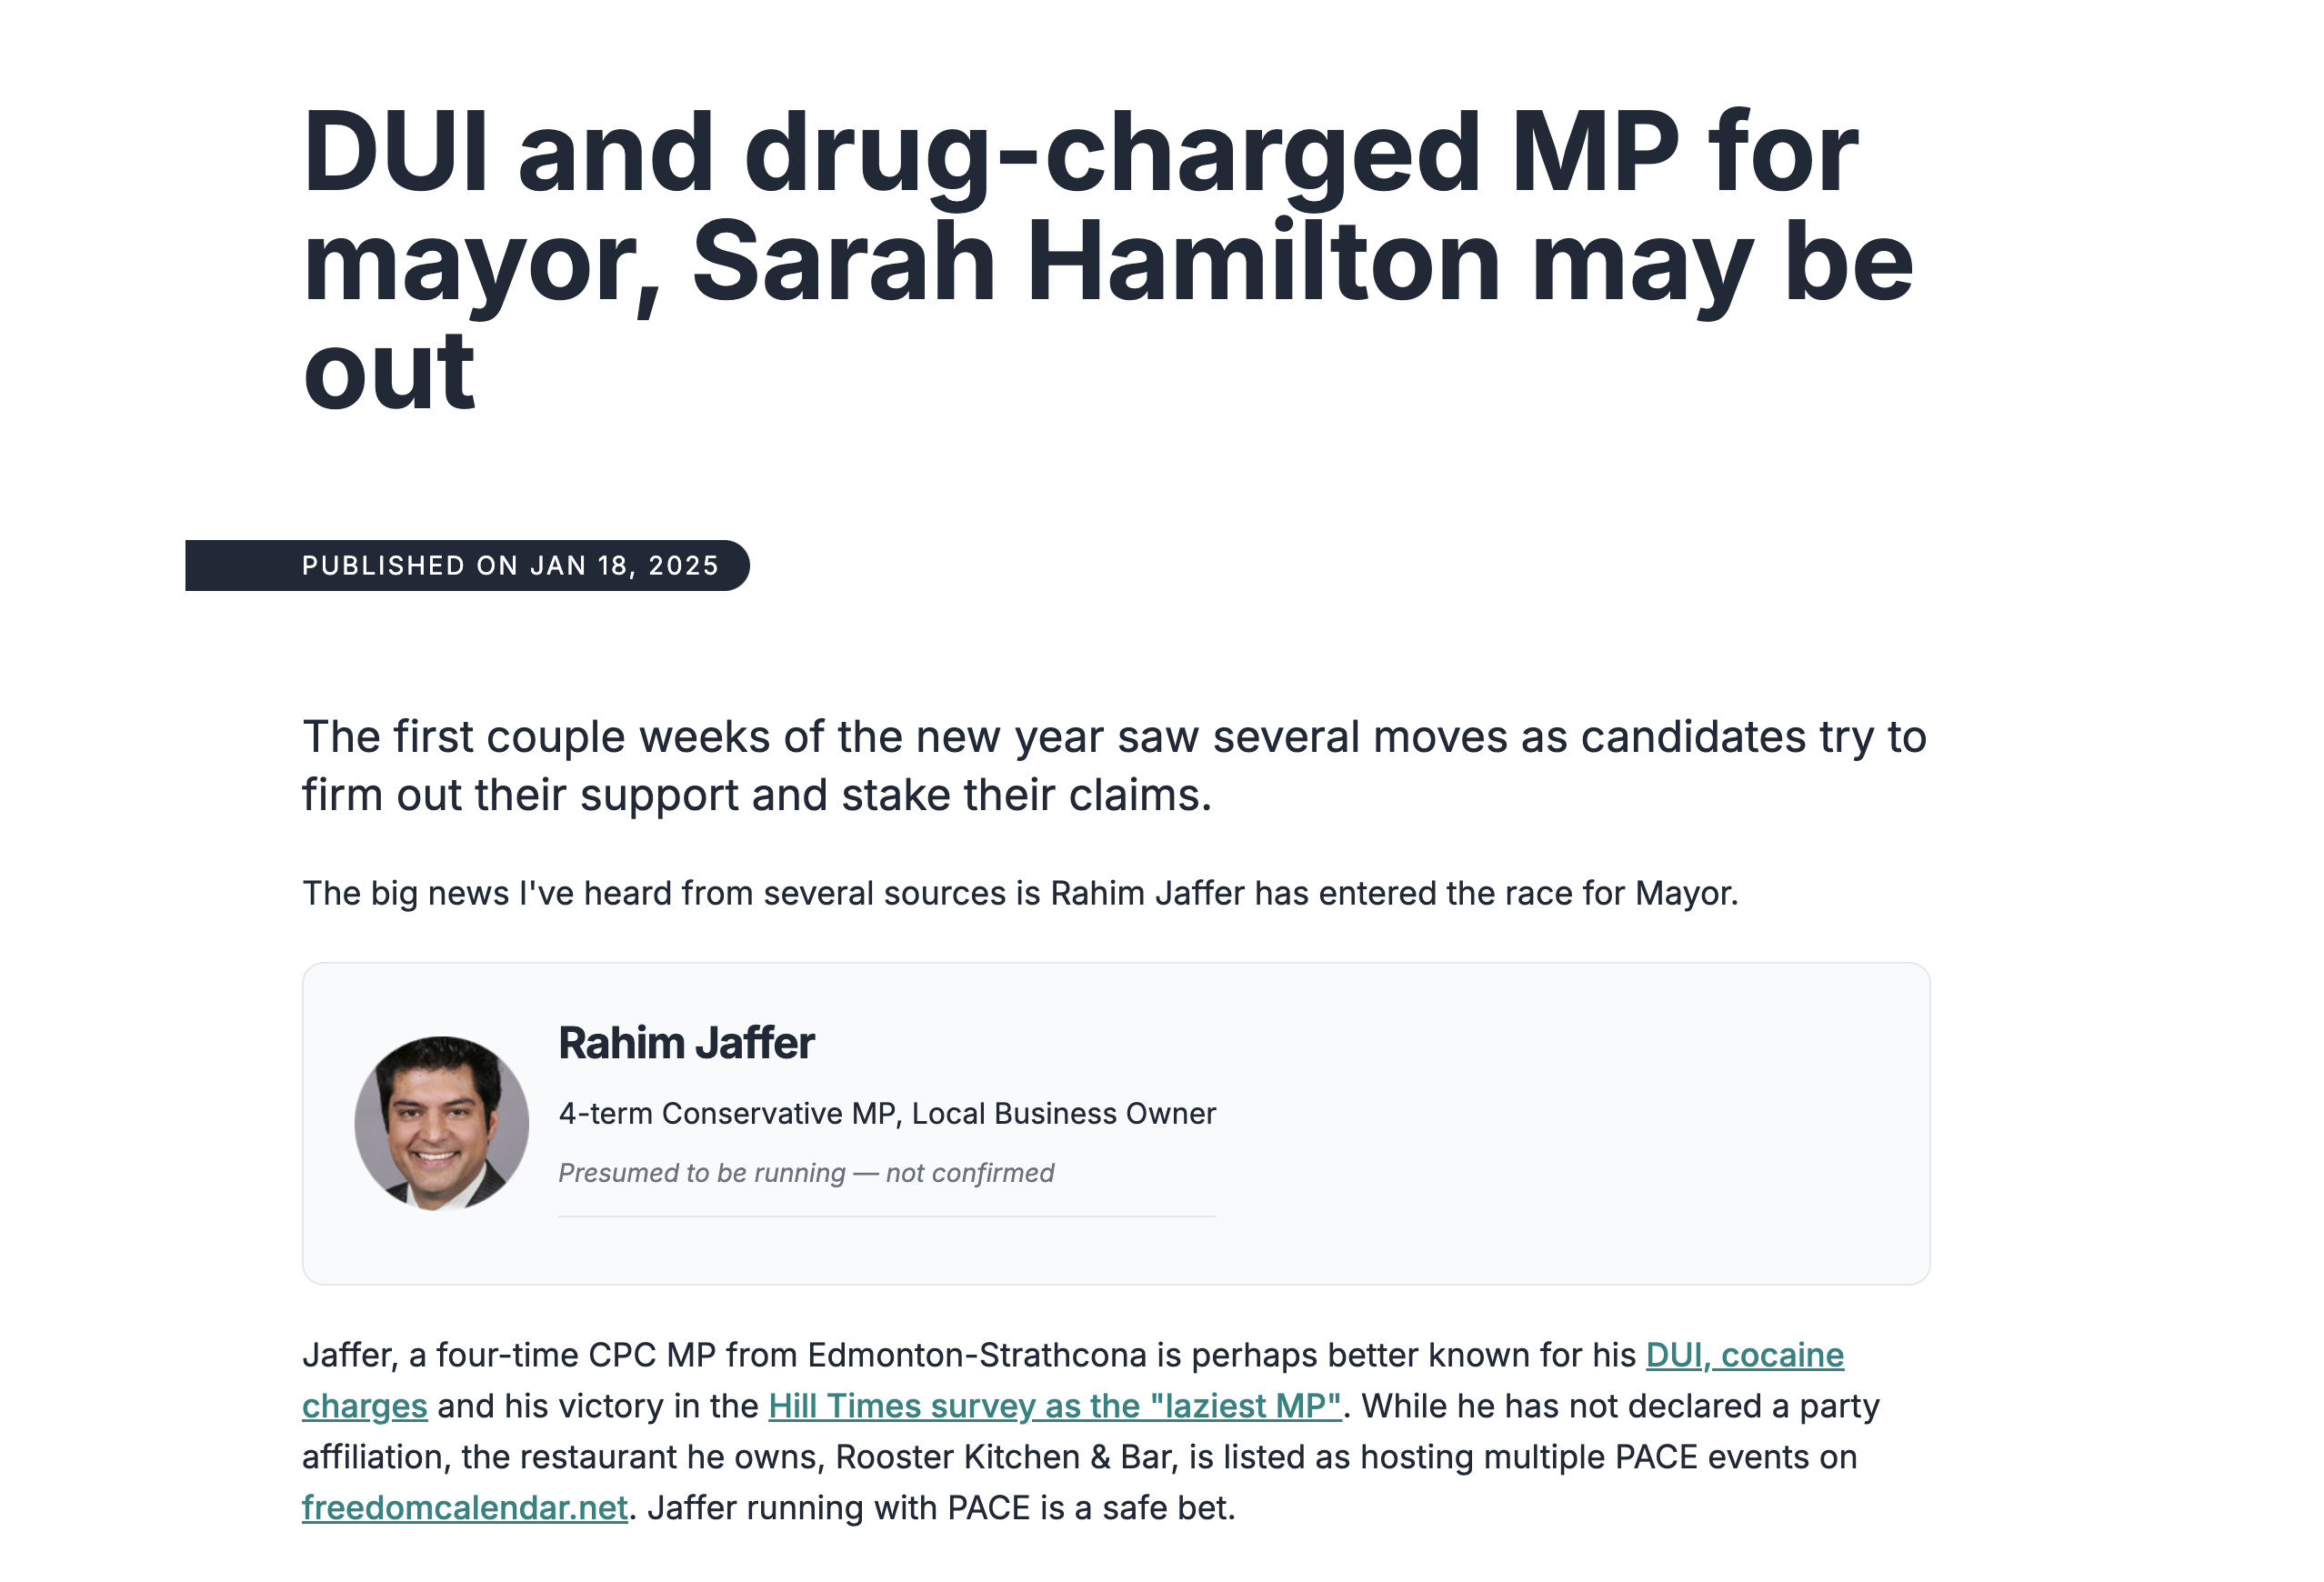 DUI and drug-charged MP for
mayor, Sarah Hamilton may be
out
PUBLISHED ON JAN 18, 2025
The first couple weeks of the new year saw several moves as candidates try to
firm out their support and stake their claims.
The big news I've heard from several sources is Rahim Jaffer has entered the race for Mayor.
Rahim Jaffer
4-term Conservative MP, Local Business Owner
Presumed to be running — not confirmed
Jaffer, a four-time CPC MP from Edmonton-Strathcona is perhaps better known for his DUI, cocaine
charges and his victory in the Hill Times survey as the "laziest MP". While he has not declared a party
affiliation, the restaurant he owns, Rooster Kitchen & Bar, is listed as hosting multiple PACE events on
freedomcalendar.net. Jaffer running with PACE is a safe bet.